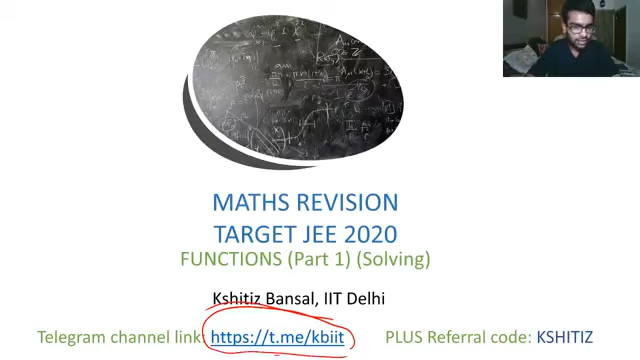 MATHS REVISION
TARGET JEE 2020
FUNCTIONS (Part 1) (Solving)
Kshitiz Bansal, IIT Delhi
Telegram channel link: https://t.me/kbiit PLUS Referral code: KSHITIZ